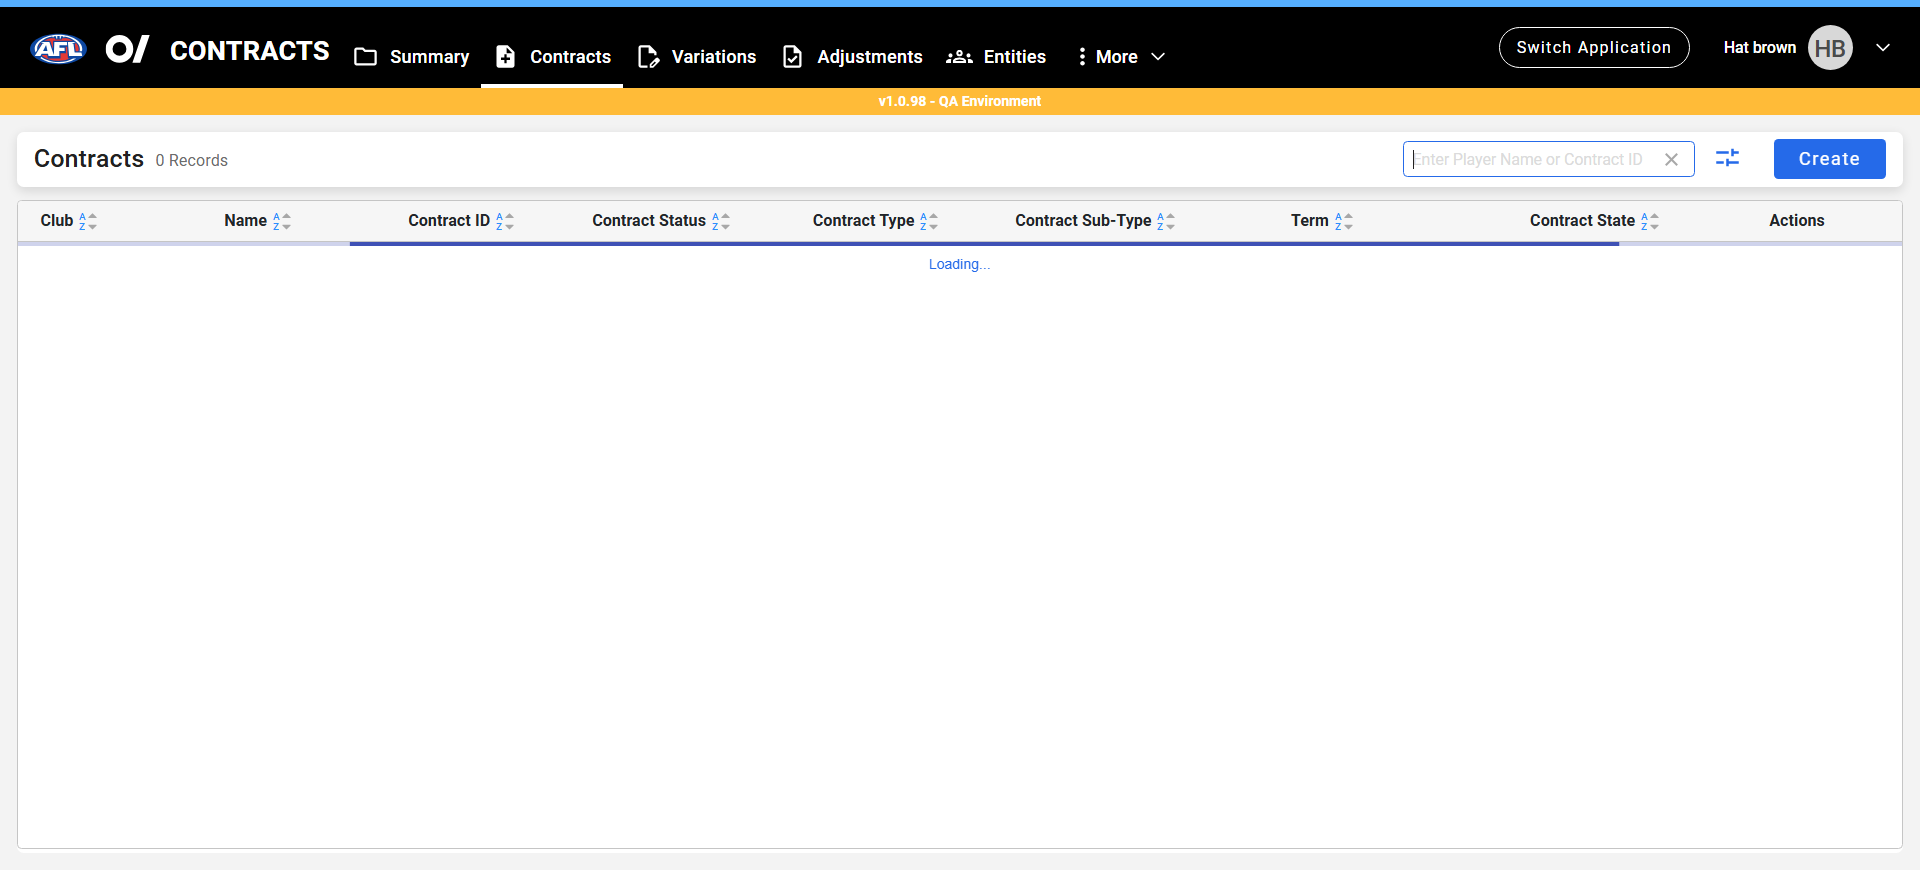 AFL CONTRACTS Summary Contracts Variations Adjustments Entities More Switch Application Hat brown HB
v1.0.98 - QA Environment
Contracts 0 Records Enter Player Name or Contract ID Create
Club Name Contract ID Contract Status Contract Type Contract Sub-Type Term Contract State Actions
Loading...